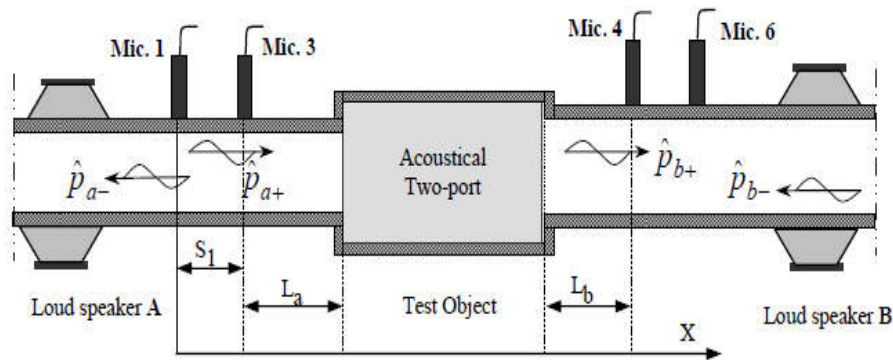 Mic. 1
Mic. 3
Mic. 4
Mic. 6
p̂a-
p̂a+
Acoustical
Two-port
p̂b+
p̂b-
S1
La
Lb
Loud speaker A
Test Object
Loud speaker B
X